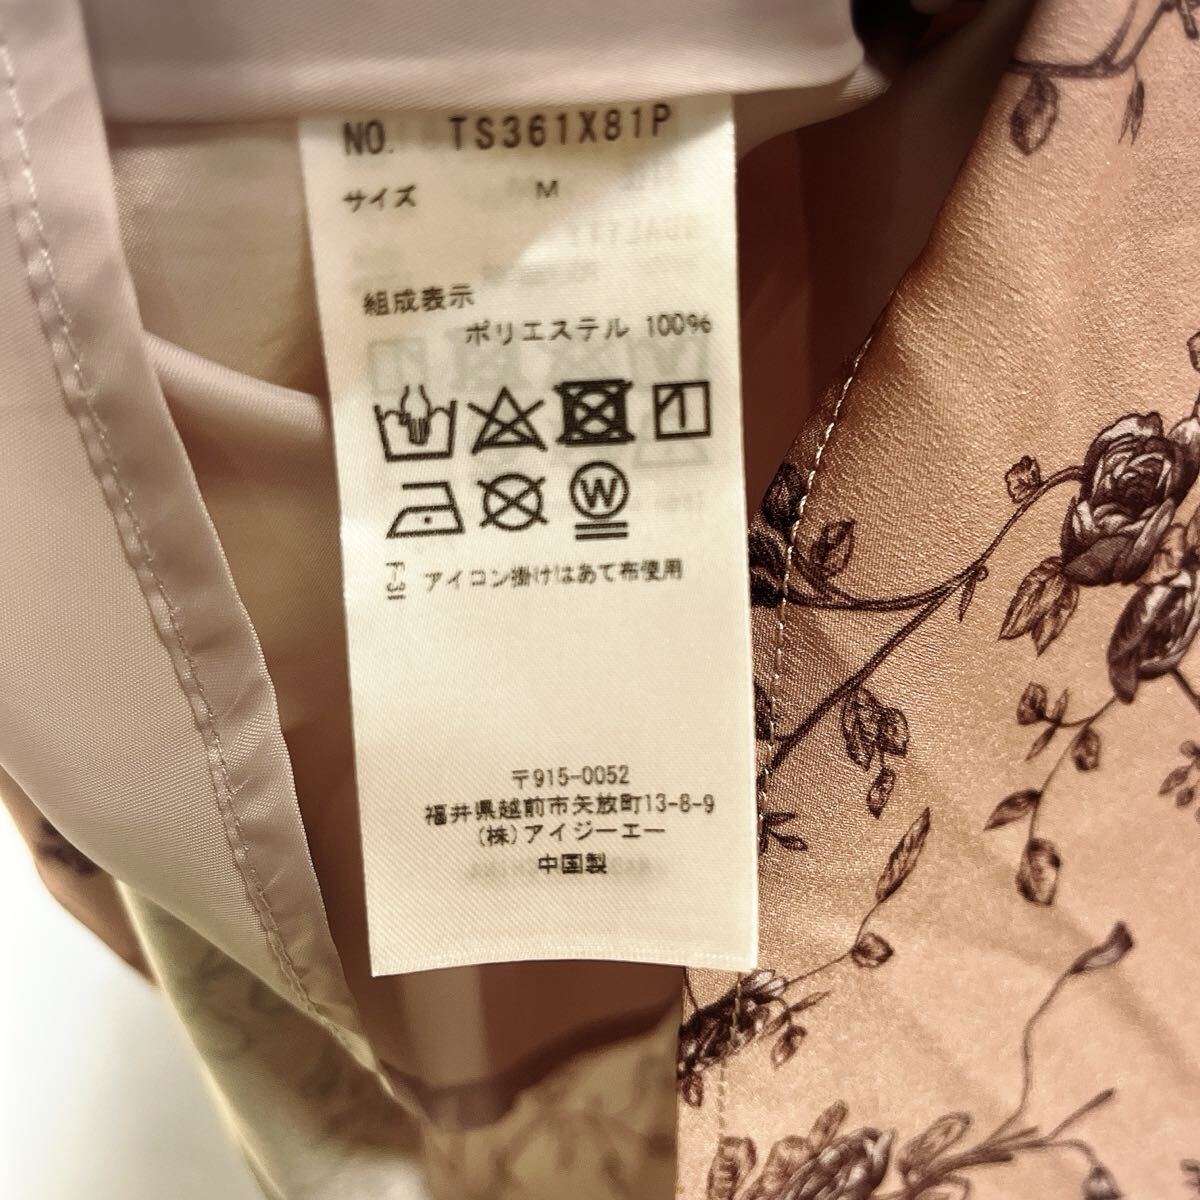 NO. TS361X81P
サイズ M
組成表示
ポリエステル 100%
W
アイコン掛けはあて布使用
〒915-0052
福井県越前市矢放町13-8-9
(株)アイジーエー
中国製